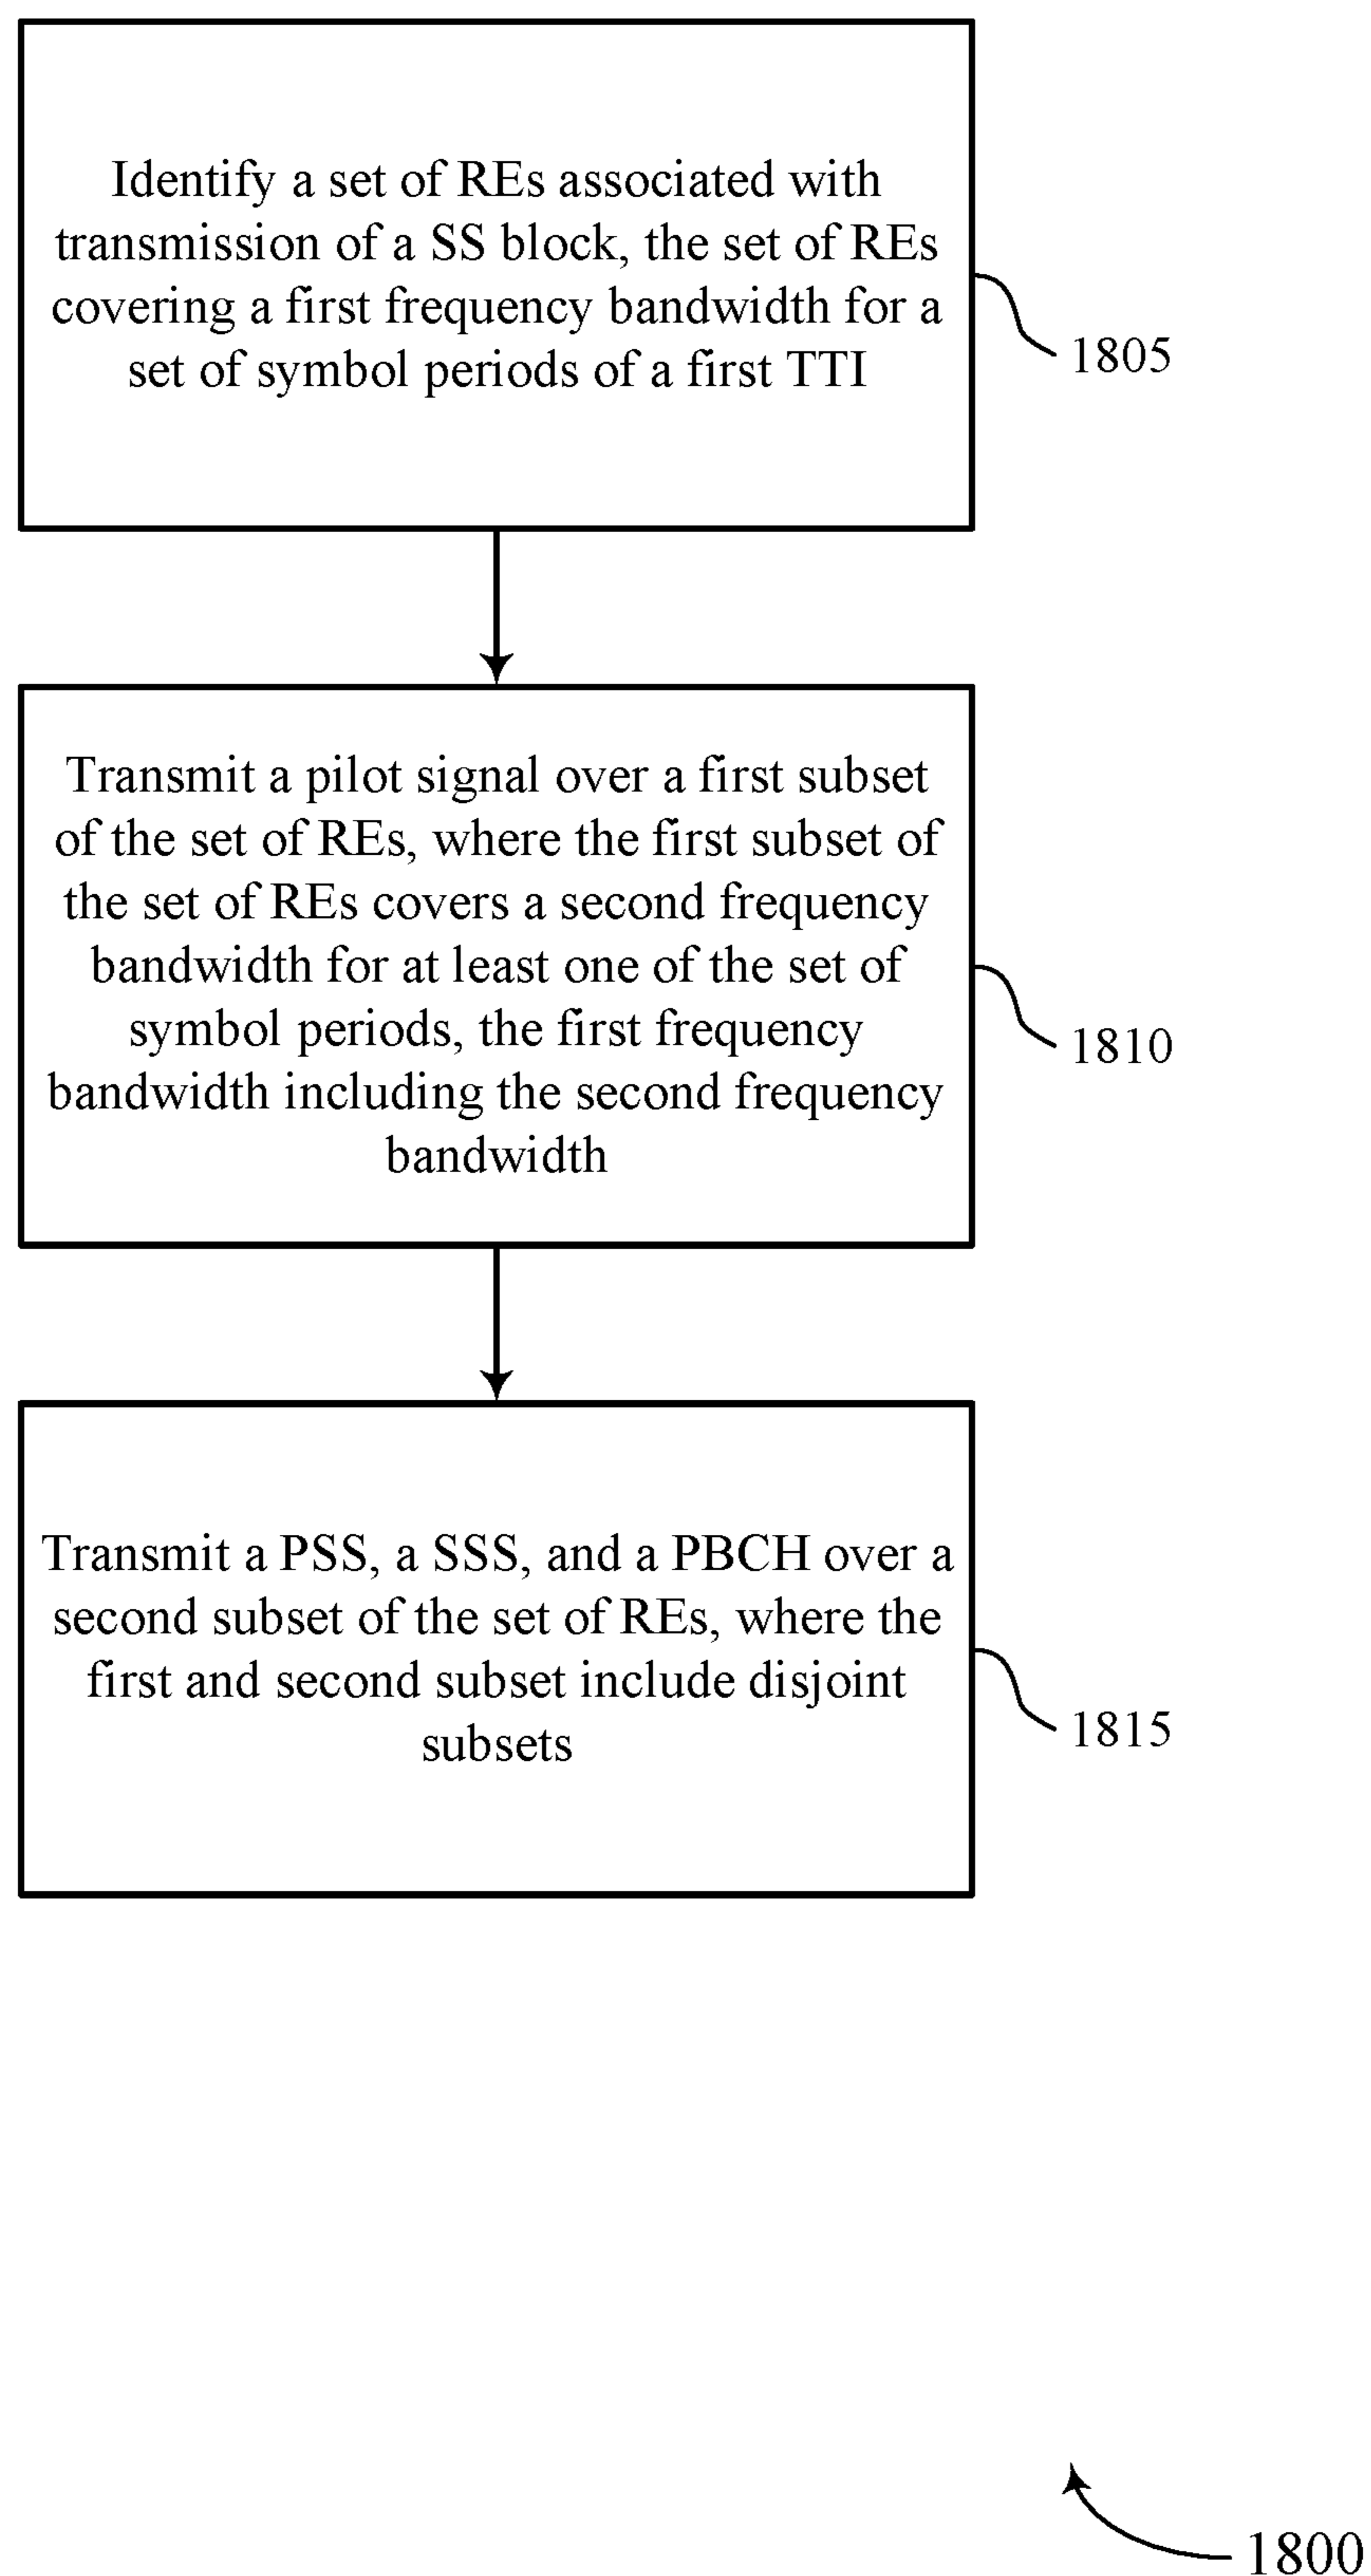 Identify a set of REs associated with
transmission of a SS block, the set of REs
covering a first frequency bandwidth for a
set of symbol periods of a first TTI
1805
Transmit a pilot signal over a first subset
of the set of REs, where the first subset of
the set of REs covers a second frequency
bandwidth for at least one of the set of
symbol periods, the first frequency
bandwidth including the second frequency
bandwidth
1810
Transmit a PSS, a SSS, and a PBCH over a
second subset of the set of REs, where the
first and second subset include disjoint
subsets
1815
1800